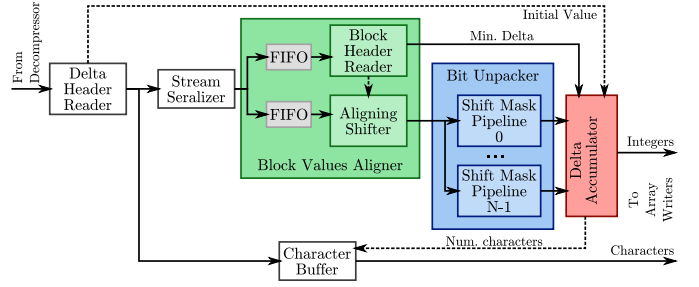 Initial Value
From
Decompressor
Delta
Header
Reader
Stream
Seralizer
FIFO
Block
Header
Reader
FIFO
Aligning
Shifter
Block Values Aligner
Min. Delta
Bit Unpacker
Shift Mask
Pipeline
0
...
Shift Mask
Pipeline
N-1
Delta
Accumulator
Integers
To
Array
Writers
Num. characters
Character
Buffer
Characters